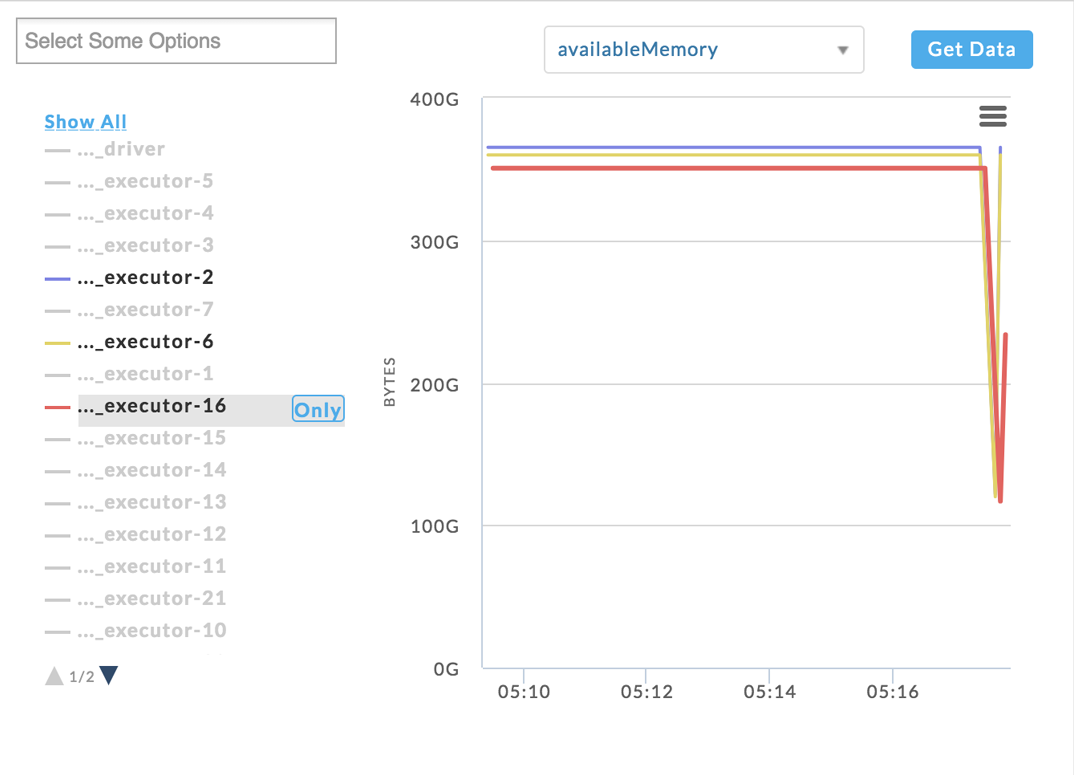 Select Some Options
availableMemory
Get Data
Show All
..._driver
..._executor-5
..._executor-4
..._executor-3
..._executor-2
..._executor-7
..._executor-6
..._executor-1
..._executor-16 Only
..._executor-15
..._executor-14
..._executor-13
..._executor-12
..._executor-11
..._executor-21
..._executor-10
1/2
BYTES
400G
300G
200G
100G
0G
05:10 05:12 05:14 05:16